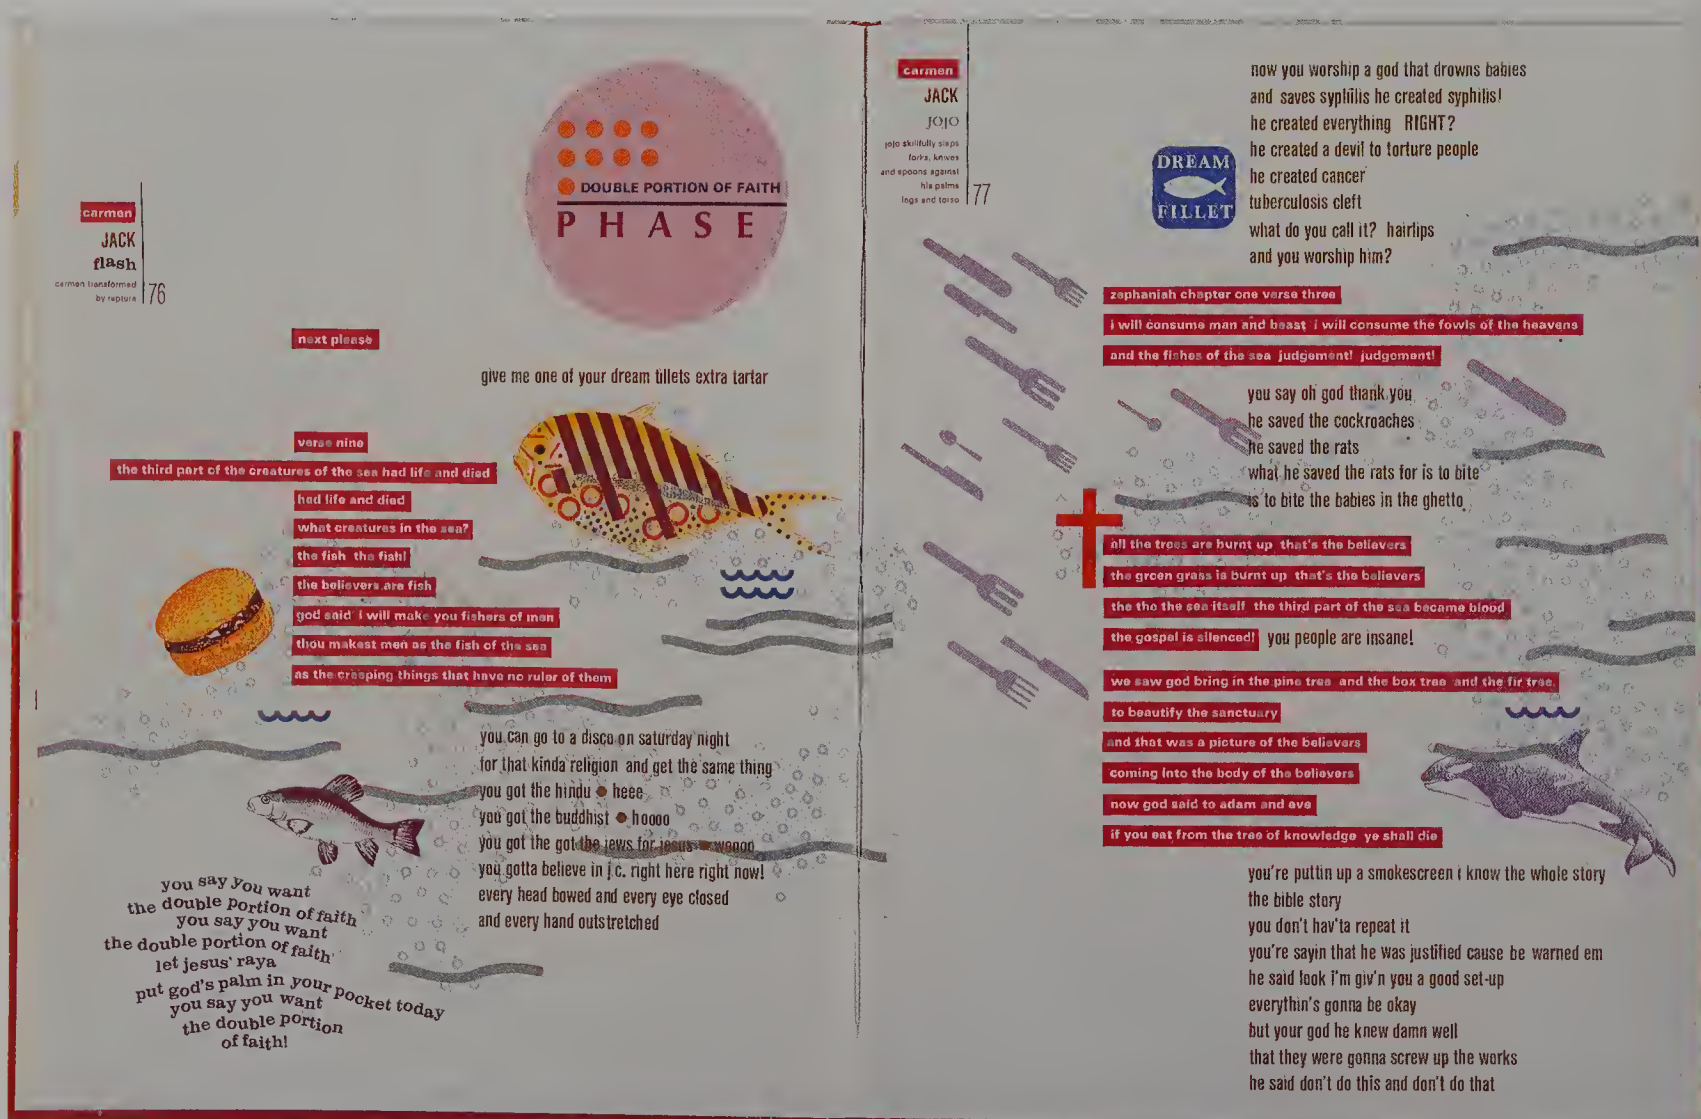 carmen
JACK
flash
carmen transformed
by rapture
76
DOUBLE PORTION OF FAITH
PHASE
next please
give me one of your dream fillets extra tartar
verse nine
the third part of the creatures of the sea had life and died
had life and died
what creatures in the sea?
the fish the fish!
the believers are fish
god said i will make you fishers of men
thou makest men as the fish of the sea
as the creeping things that have no ruler of them
you can go to a disco on saturday night
for that kinda religion and get the same thing
you got the hindu ● heee
you got the buddhist ● hoooo
you got the got the jews for jesus ● woooo
you gotta believe in j.c. right here right now!
every head bowed and every eye closed
and every hand outstretched
you say you want
the double portion of faith
you say you want
the double portion of faith
let jesus' raya
put god's palm in your pocket today
you say you want
the double portion
of faith!
carmen
JACK
JOJO
jojo skillfully slaps
forks, knives
and spoons against
his palms
legs and torso
77
now you worship a god that drowns babies
and saves syphilis he created syphilis!
he created everything RIGHT?
he created a devil to torture people
he created cancer
tuberculosis cleft
what do you call it? hairlips
and you worship him?
DREAM
FILLET
zephaniah chapter one verse three
i will consume man and beast i will consume the fowls of the heavens
and the fishes of the sea judgement! judgement!
you say oh god thank you
he saved the cockroaches
he saved the rats
what he saved the rats for is to bite
is to bite the babies in the ghetto
all the trees are burnt up that's the believers
the green grass is burnt up that's the believers
the the the sea itself the third part of the sea became blood
the gospel is silenced! you people are insane!
we saw god bring in the pine tree and the box tree and the fir tree
to beautify the sanctuary
and that was a picture of the believers
coming into the body of the believers
now god said to adam and eve
if you eat from the tree of knowledge ye shall die
you're puttin up a smokescreen i know the whole story
the bible story
you don't hav'ta repeat it
you're sayin that he was justified cause he warned em
he said look i'm giv'n you a good set-up
everythin's gonna be okay
but your god he knew damn well
that they were gonna screw up the works
he said don't do this and don't do that